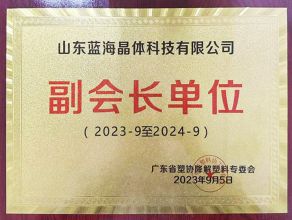 山东蓝海晶体科技有限公司
副会长单位
(2023-9至2024-9)
广东省塑协降解塑料专委会
2023年9月5日